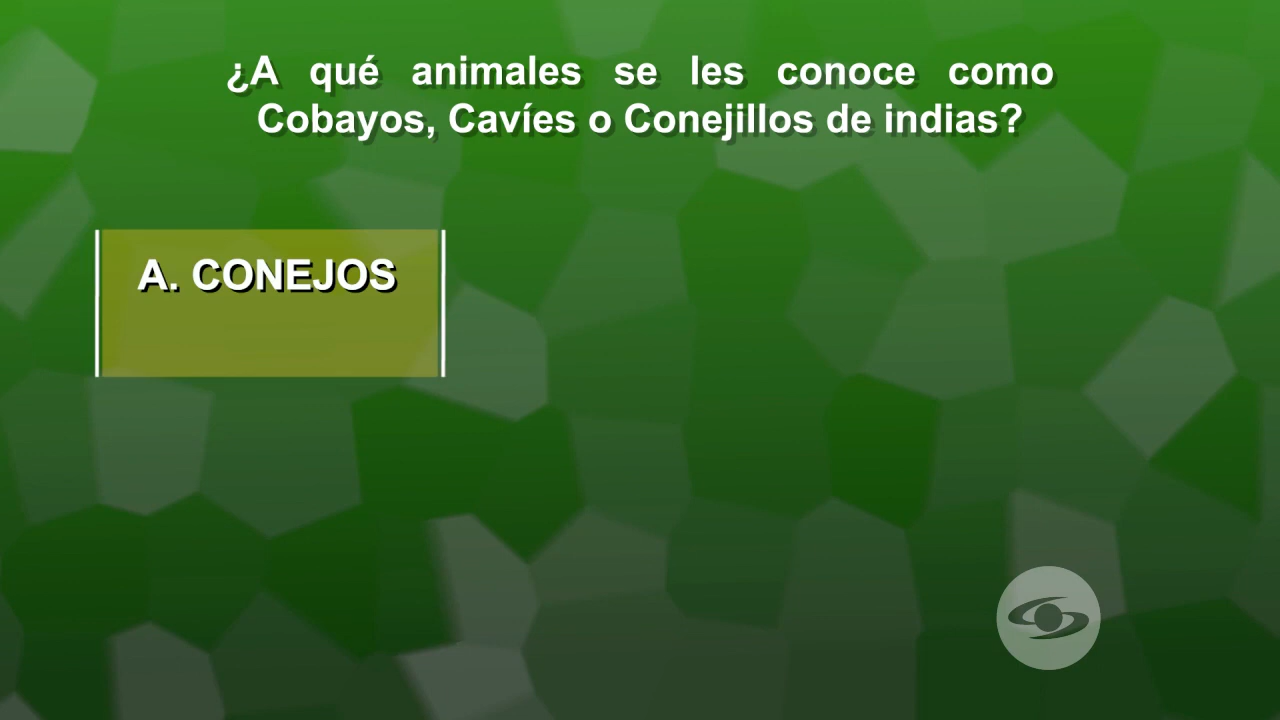 ¿A qué animales se les conoce como
Cobayos, Cavíes o Conejillos de indias?
A. CONEJOS